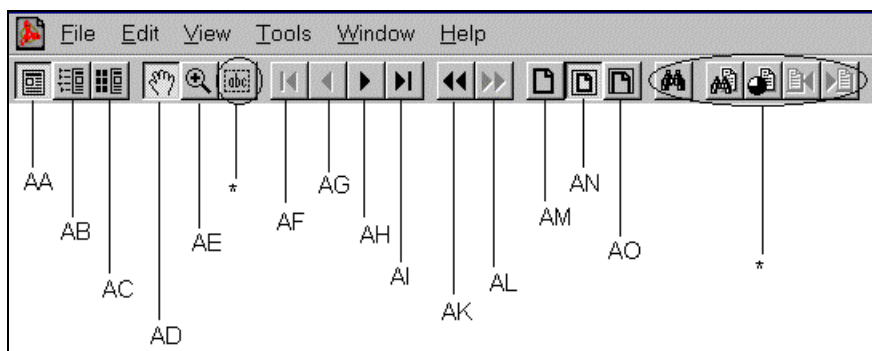 File Edit View Tools Window Help
abc
AA AB AC AD AE * AF AG AH AI AK AL AM AN AO *